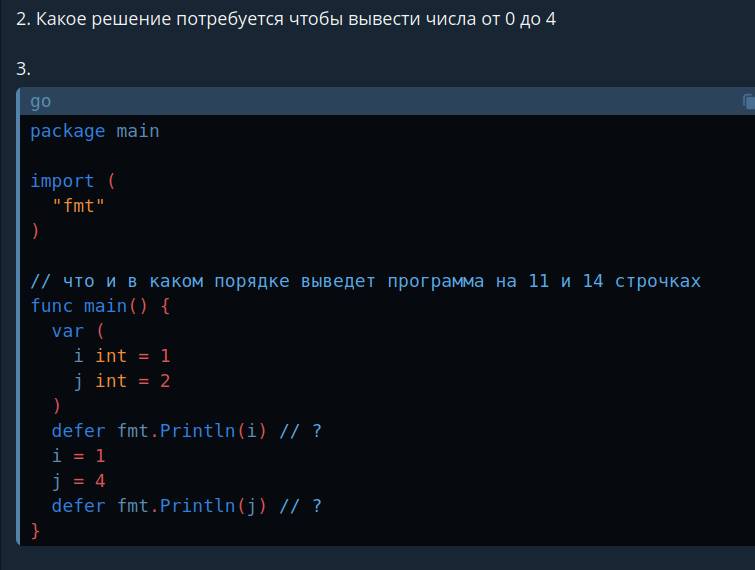 2. Какое решение потребуется чтобы вывести числа от 0 до 4
3.
go
package main
import (
"fmt"
)
// что и в каком порядке выведет программа на 11 и 14 строчках
func main() {
var (
i int = 1
j int = 2
)
defer fmt.Println(i) // ?
i = 1
j = 4
defer fmt.Println(j) // ?
}